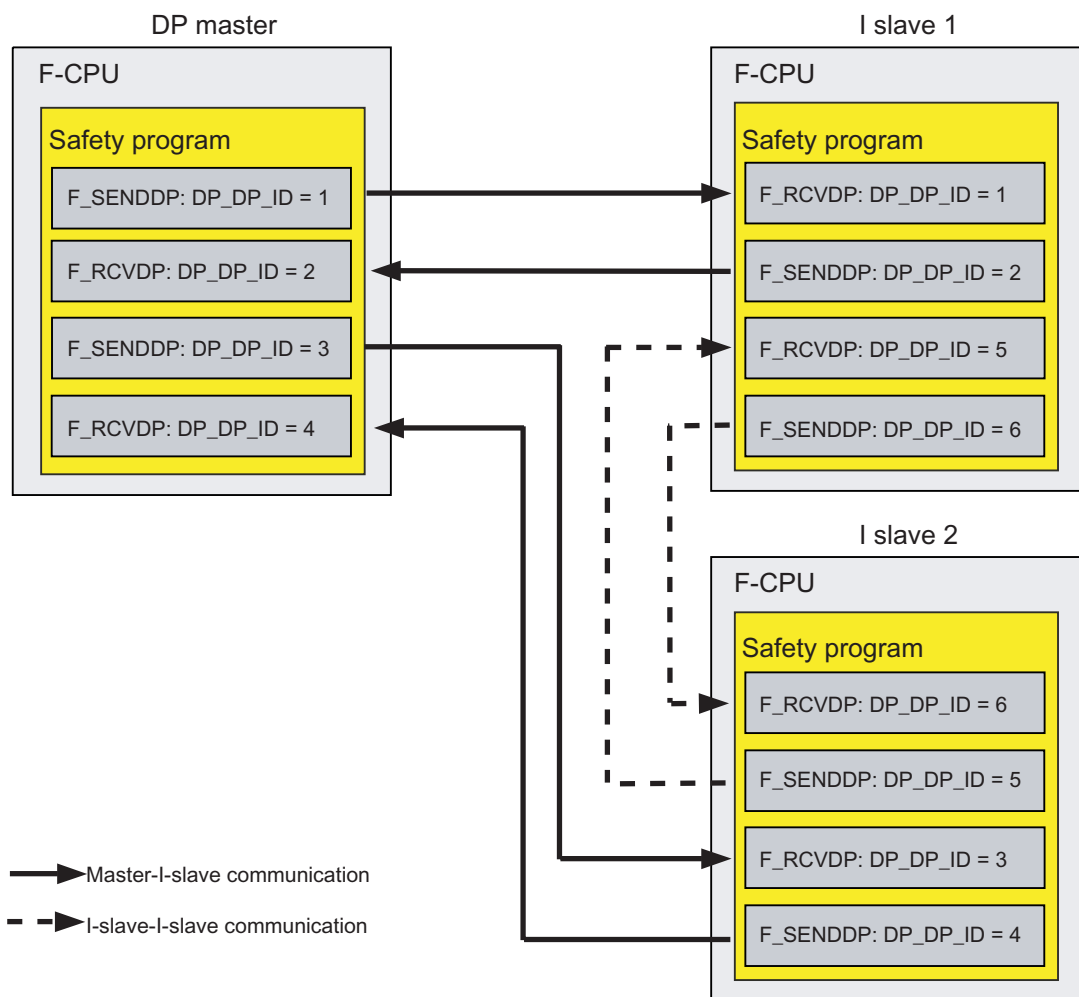 DP master
F-CPU
Safety program
F_SENDDP: DP_DP_ID = 1
F_RCVDP: DP_DP_ID = 2
F_SENDDP: DP_DP_ID = 3
F_RCVDP: DP_DP_ID = 4
I slave 1
F-CPU
Safety program
F_RCVDP: DP_DP_ID = 1
F_SENDDP: DP_DP_ID = 2
F_RCVDP: DP_DP_ID = 5
F_SENDDP: DP_DP_ID = 6
I slave 2
F-CPU
Safety program
F_RCVDP: DP_DP_ID = 6
F_SENDDP: DP_DP_ID = 5
F_RCVDP: DP_DP_ID = 3
F_SENDDP: DP_DP_ID = 4
Master-I-slave communication
I-slave-I-slave communication